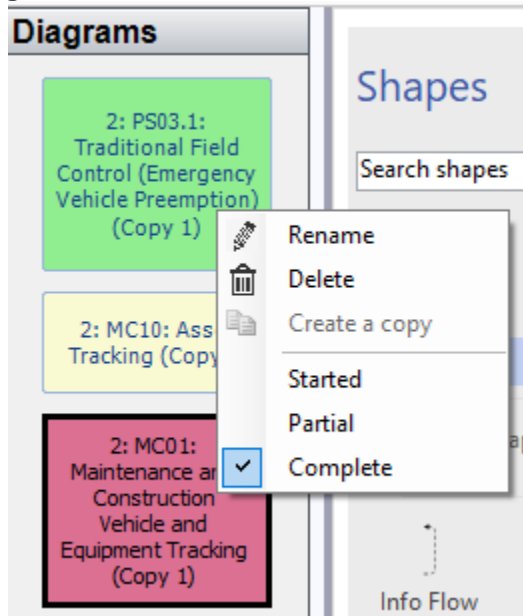 Diagrams
2: PS03.1:
Traditional Field
Control (Emergency
Vehicle Preemption)
(Copy 1)
2: MC10: Ass
Tracking (Copy
2: MC01:
Maintenance an
Construction
Vehicle and
Equipment Tracking
(Copy 1)
Rename
Delete
Create a copy
Started
Partial
Complete
Shapes
Search shapes
Info Flow